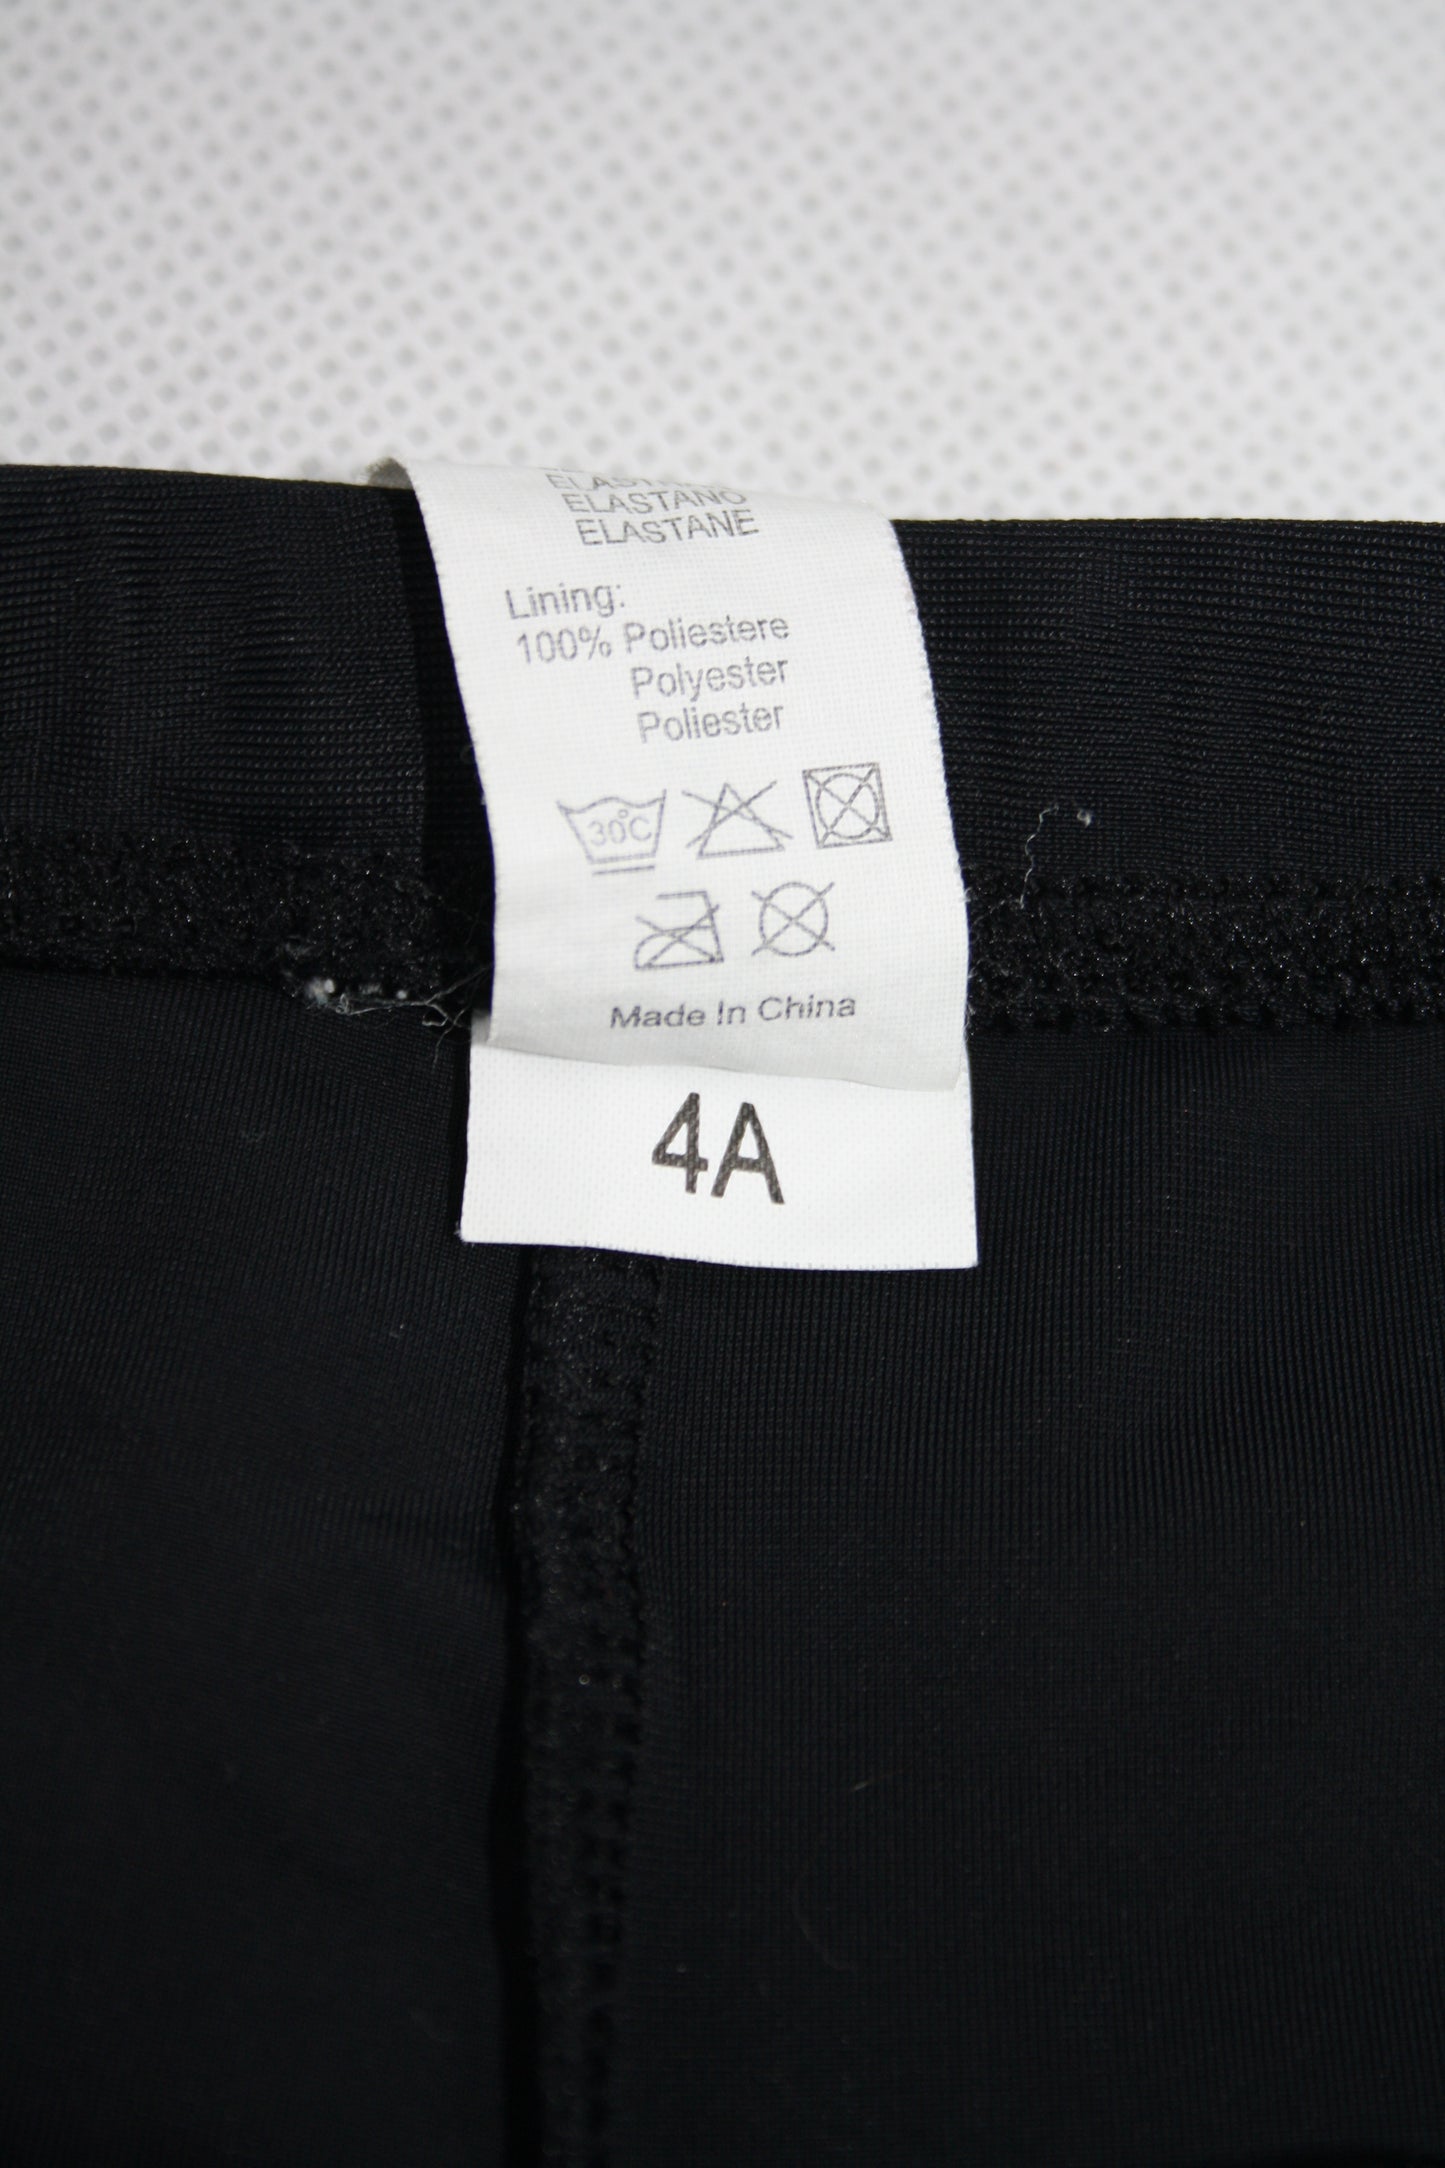 ELASTANO
ELASTANE
Lining:
100% Poliestere
Polyester
Poliester
30°C
Made In China
4A